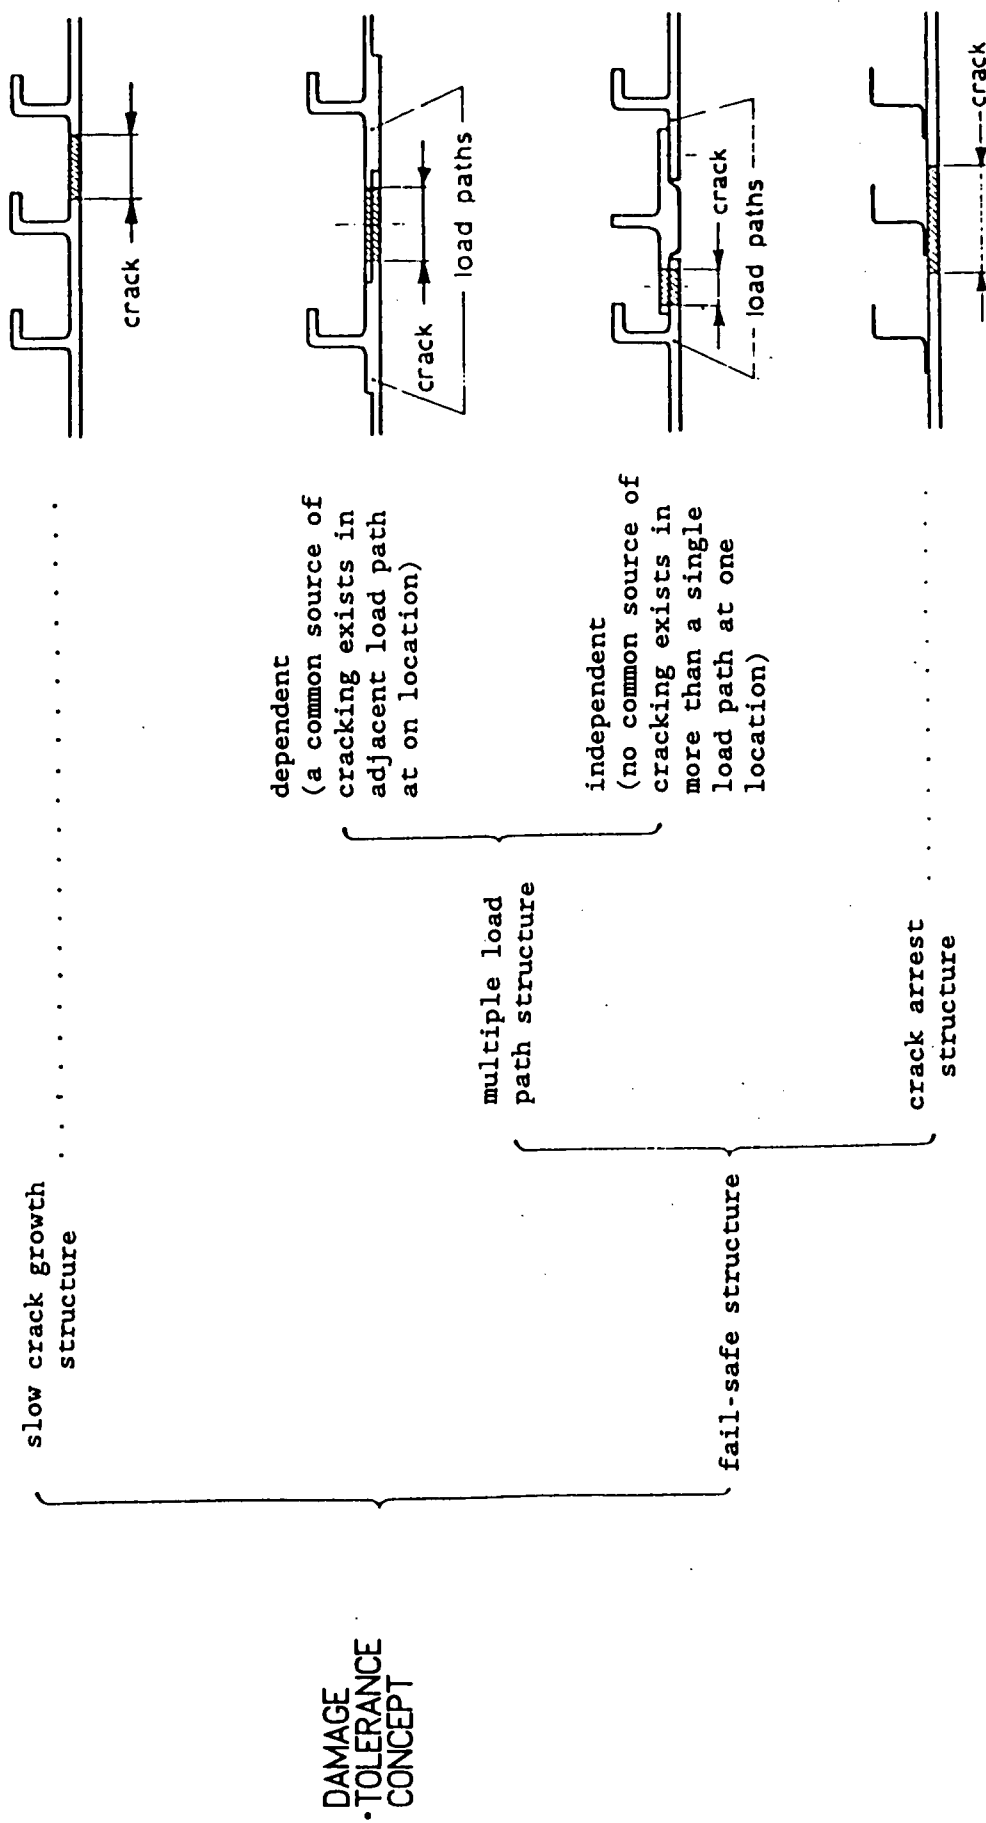 DAMAGE
TOLERANCE
CONCEPT
slow crack growth
structure
fail-safe structure
multiple load
path structure
crack arrest
structure
dependent
(a common source of
cracking exists in
adjacent load path
at on location)
independent
(no common source of
cracking exists in
more than a single
load path at one
location)
crack
crack
load paths
crack
load paths
crack